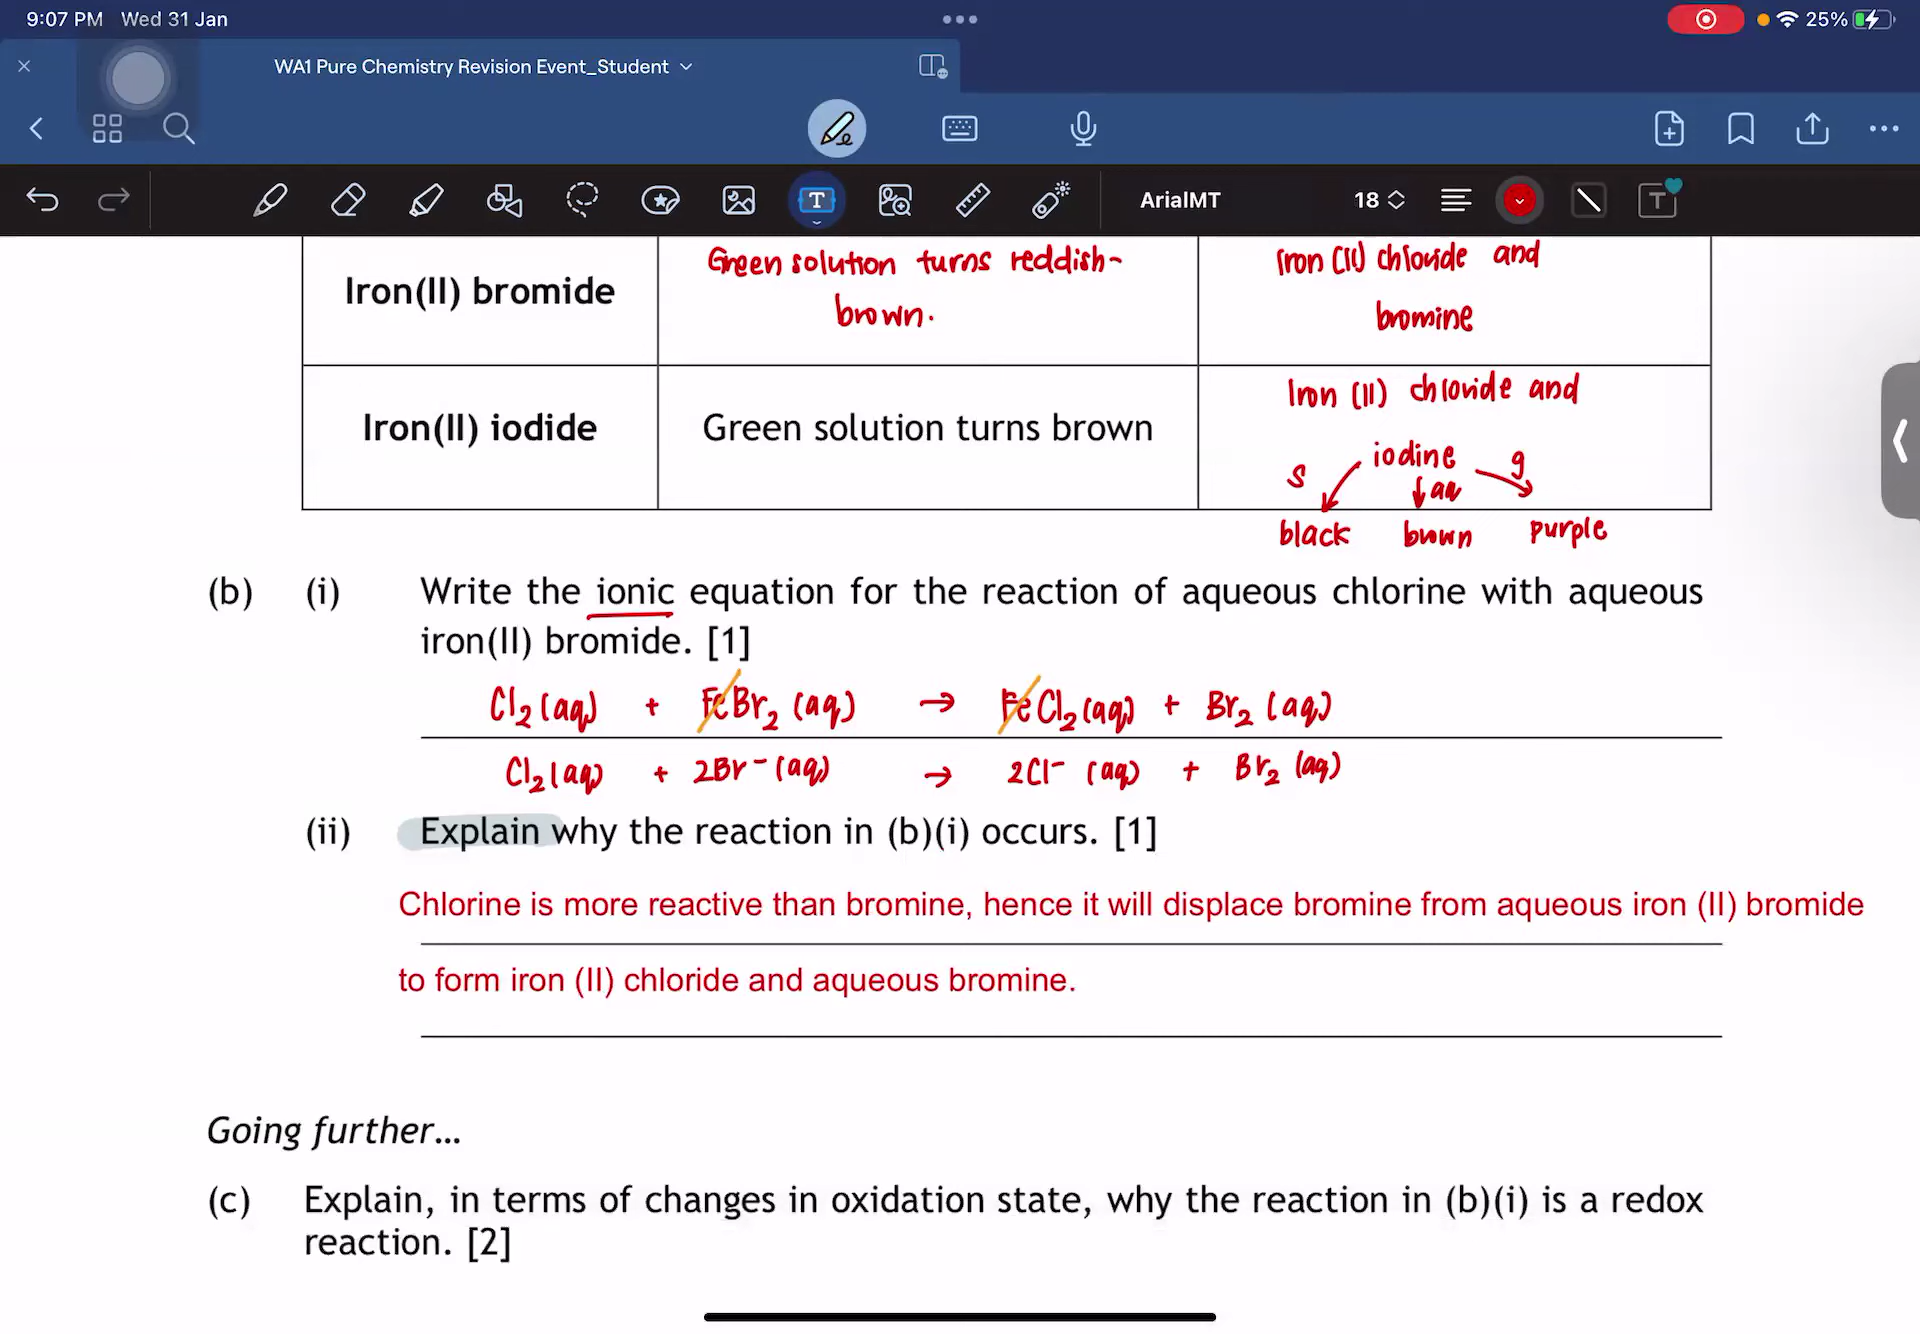 9:07 PM Wed 31 Jan
25%
WA1 Pure Chemistry Revision Event_Student
ArialMT
18
T
T
Iron(II) bromide
Green solution turns reddish-
brown.
Iron (II) chloride and
bromine
Iron(II) iodide
Green solution turns brown
Iron (II) chloride and
iodine
s
aq
g
black brown purple
(b) (i) Write the ionic equation for the reaction of aqueous chlorine with aqueous
iron(II) bromide. [1]
Cl₂ (aq) + FeBr₂ (aq) → FeCl₂ (aq) + Br₂ (aq)
Cl₂ (aq) + 2Br⁻ (aq) → 2Cl⁻ (aq) + Br₂ (aq)
(ii) Explain why the reaction in (b)(i) occurs. [1]
Chlorine is more reactive than bromine, hence it will displace bromine from aqueous iron (II) bromide
to form iron (II) chloride and aqueous bromine.
Going further...
(c) Explain, in terms of changes in oxidation state, why the reaction in (b)(i) is a redox
reaction. [2]